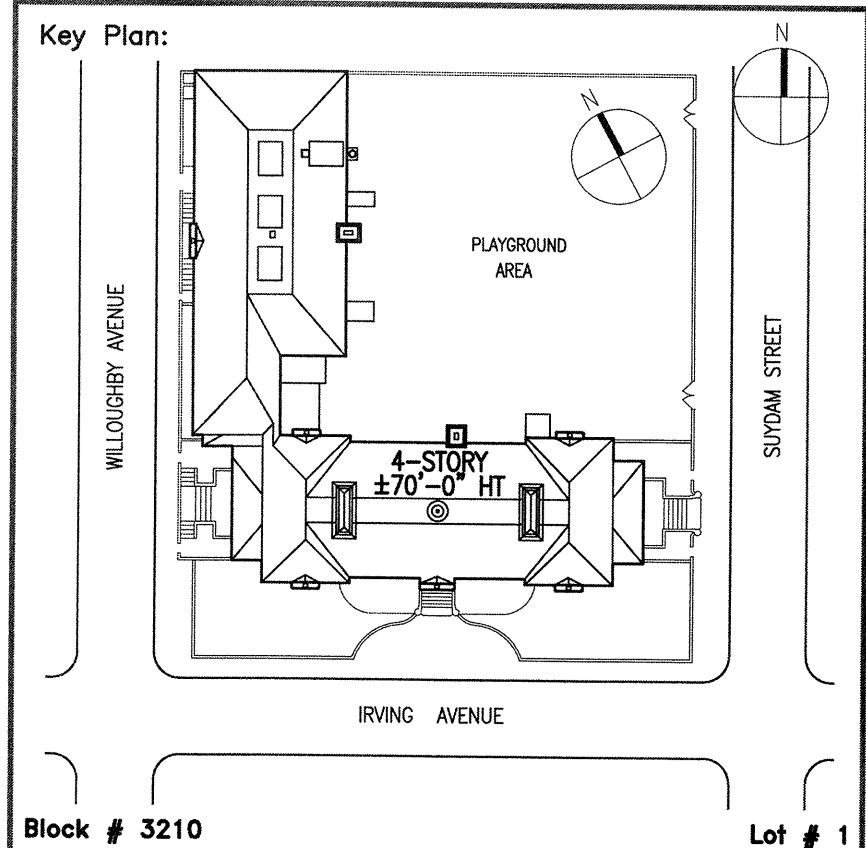 Key Plan:
N
N
PLAYGROUND
AREA
WILLOUGHBY AVENUE
SUYDAM STREET
4-STORY
±70'-0" HT
IRVING AVENUE
Block # 3210
Lot # 1